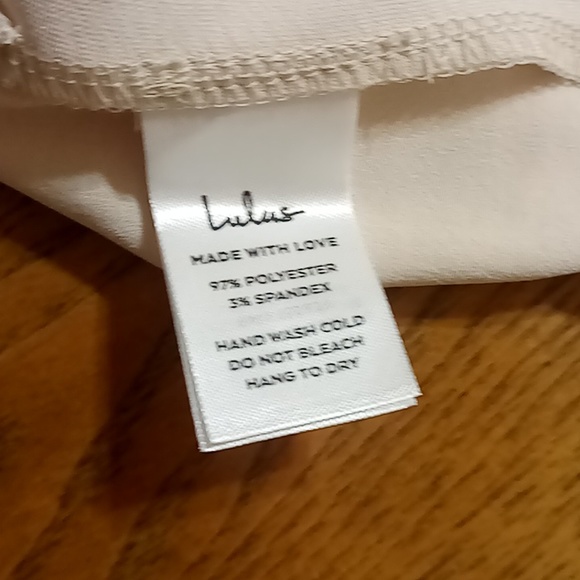 Lulus
MADE WITH LOVE
97% POLYESTER
3% SPANDEX
HAND WASH COLD
DO NOT BLEACH
HANG TO DRY